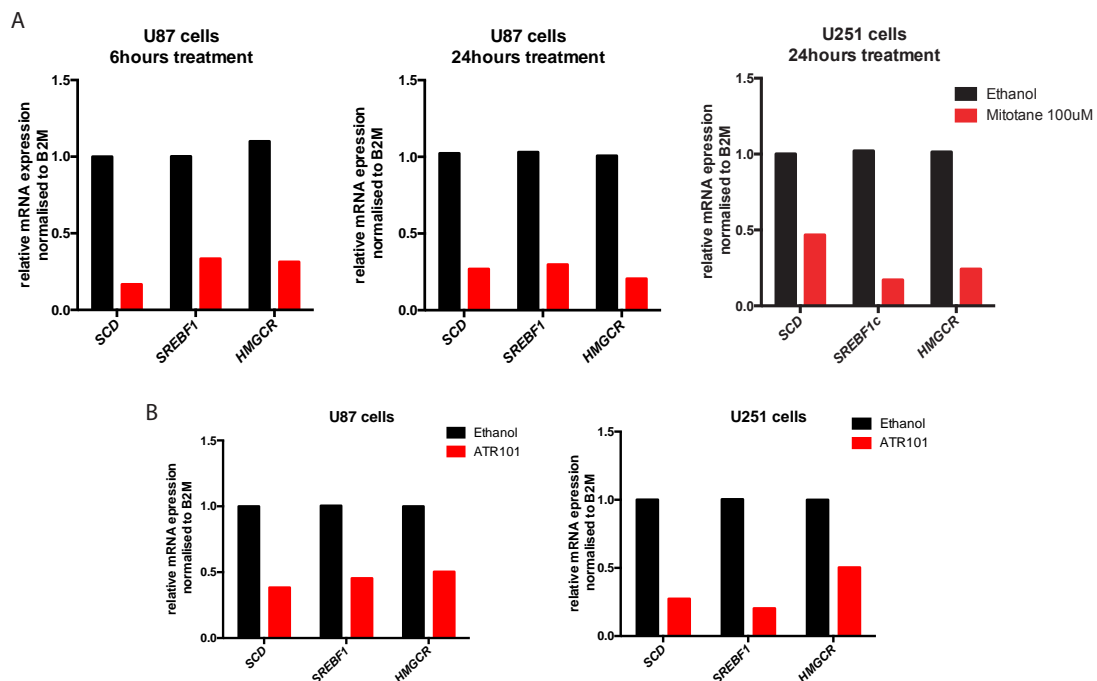 A
U87 cells
6hours treatment
relative mRNA expression
normalised to B2M
1.5
1.0
0.5
0.0
SCD
SREBF1
HMGCR
U87 cells
24hours treatment
relative mRNA epression
normalised to B2M
1.5
1.0
0.5
0.0
SCD
SREBF1
HMGCR
U251 cells
24hours treatment
relative mRNA epression
normalised to B2M
1.5
1.0
0.5
0.0
SCD
SREBF1c
HMGCR
Ethanol
Mitotane 100uM
B
U87 cells
relative mRNA epression
normalised to B2M
1.5
1.0
0.5
0.0
SCD
SREBF1
HMGCR
Ethanol
ATR101
U251 cells
relative mRNA epression
normalised to B2M
1.5
1.0
0.5
0.0
SCD
SREBF1
HMGCR
Ethanol
ATR101